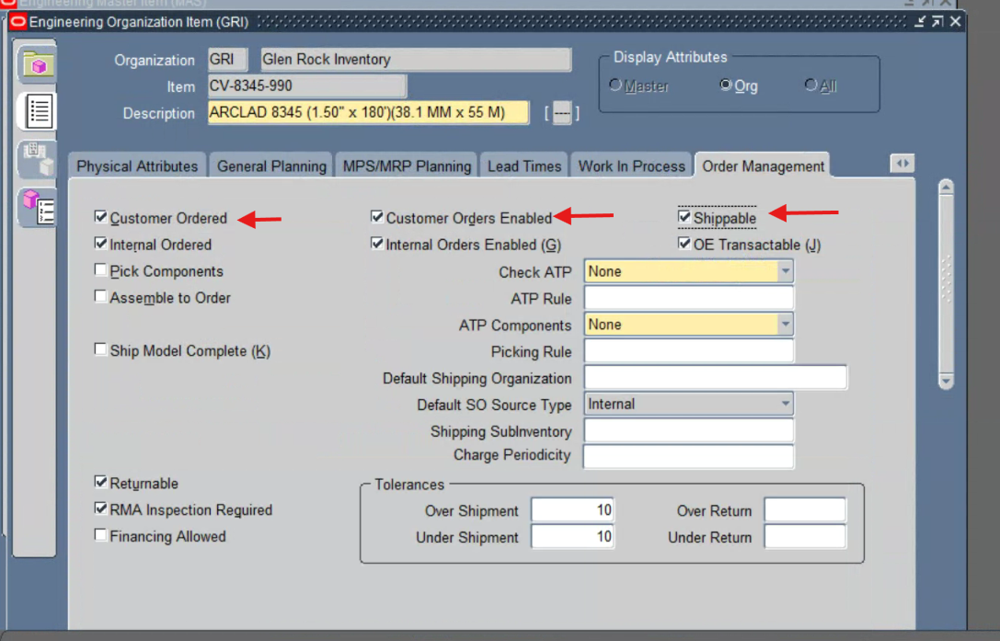 Engineering Master Item (MAS)
Engineering Organization Item (GRI)
Organization GRI Glen Rock Inventory
Item CV-8345-990
Description ARCLAD 8345 (1.50" x 180')(38.1 MM x 55 M) [ --- ]
Display Attributes
Master Org All
Physical Attributes General Planning MPS/MRP Planning Lead Times Work In Process Order Management
Customer Ordered Customer Orders Enabled Shippable
Internal Ordered Internal Orders Enabled (G) OE Transactable (J)
Pick Components Check ATP None
Assemble to Order ATP Rule
ATP Components None
Ship Model Complete (K) Picking Rule
Default Shipping Organization
Default SO Source Type Internal
Shipping SubInventory
Charge Periodicity
Returnable Tolerances
RMA Inspection Required Over Shipment 10 Over Return
Financing Allowed Under Shipment 10 Under Return